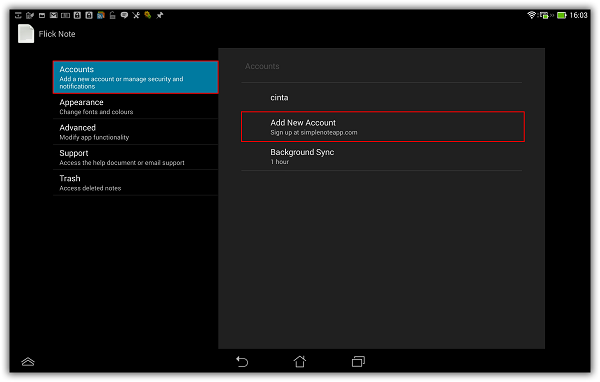 16:03
Flick Note
Accounts
Add a new account or manage security and
notifications
Appearance
Change fonts and colours
Advanced
Modify app functionality
Support
Access the help document or email support
Trash
Access deleted notes
Accounts
cinta
Add New Account
Sign up at simplenoteapp.com
Background Sync
1 hour